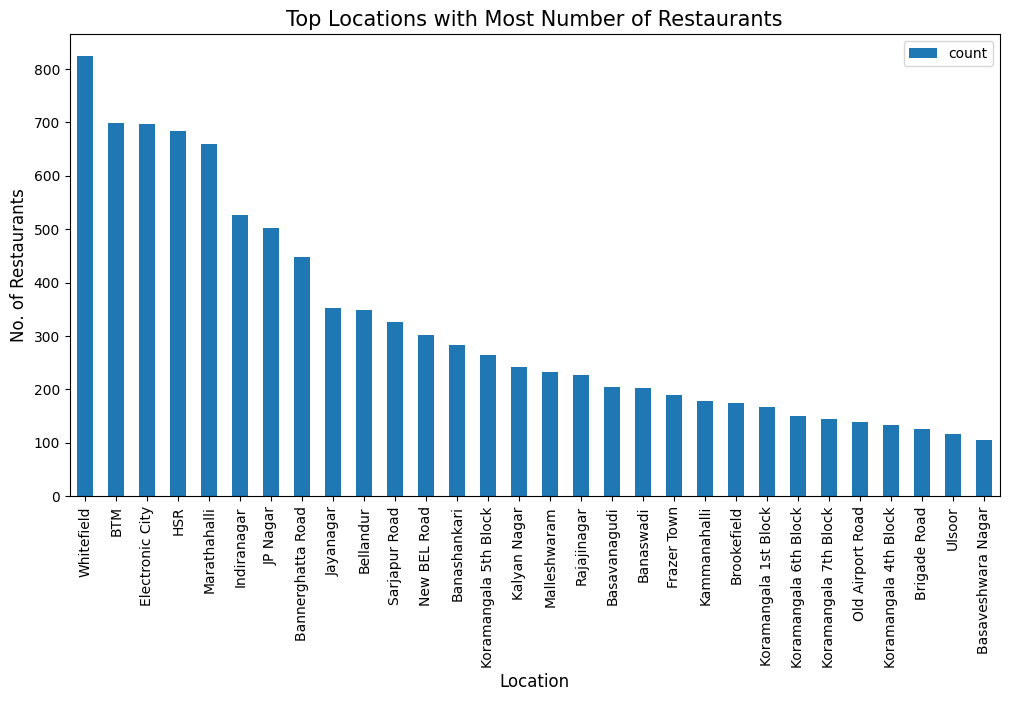 Top Locations with Most Number of Restaurants
count
No. of Restaurants
800
700
600
500
400
300
200
100
0
Whitefield
BTM
Electronic City
HSR
Marathahalli
Indiranagar
JP Nagar
Bannerghatta Road
Jayanagar
Bellandur
Sarjapur Road
New BEL Road
Banashankari
Koramangala 5th Block
Kalyan Nagar
Malleshwaram
Rajajinagar
Basavanagudi
Banaswadi
Frazer Town
Kammanahalli
Brookefield
Koramangala 1st Block
Koramangala 6th Block
Koramangala 7th Block
Old Airport Road
Koramangala 4th Block
Brigade Road
Ulsoor
Basaveshwara Nagar
Location